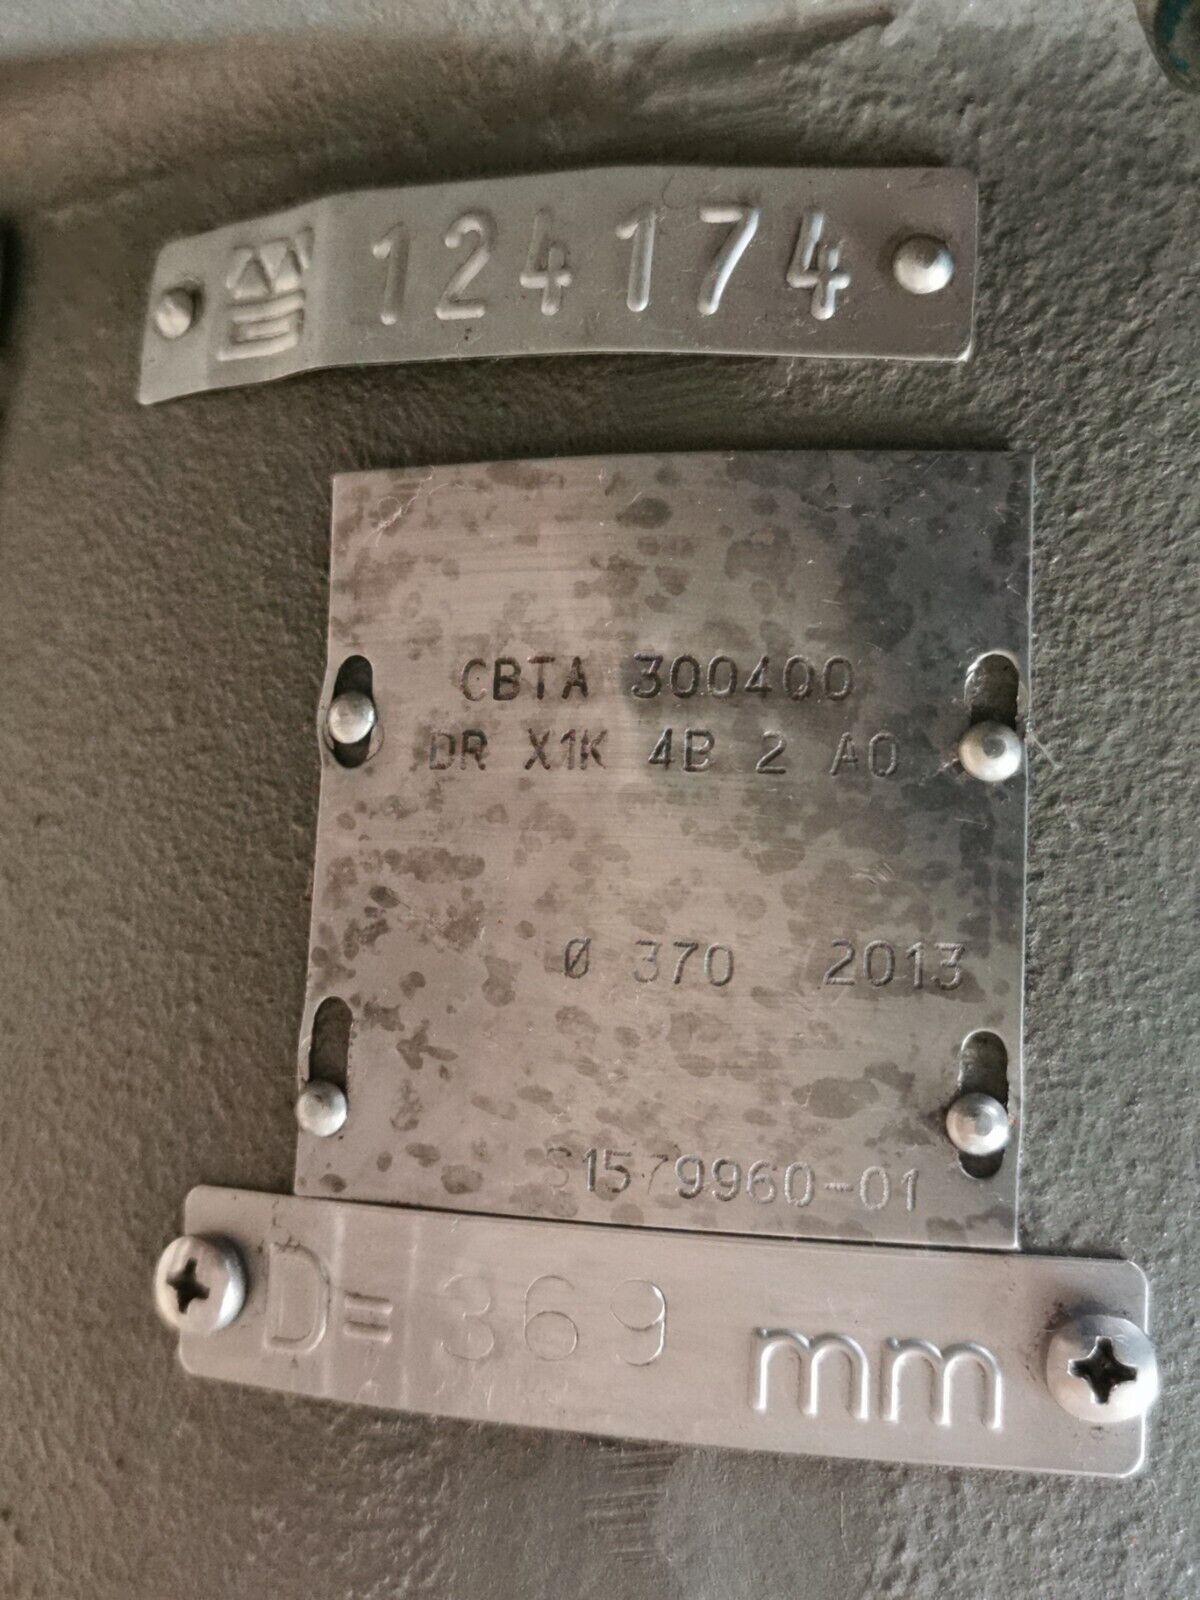 124174
CBTA 300400
DR X1K 4B 2 A0
Ø 370 2013
S1579960-01
D= 369 mm